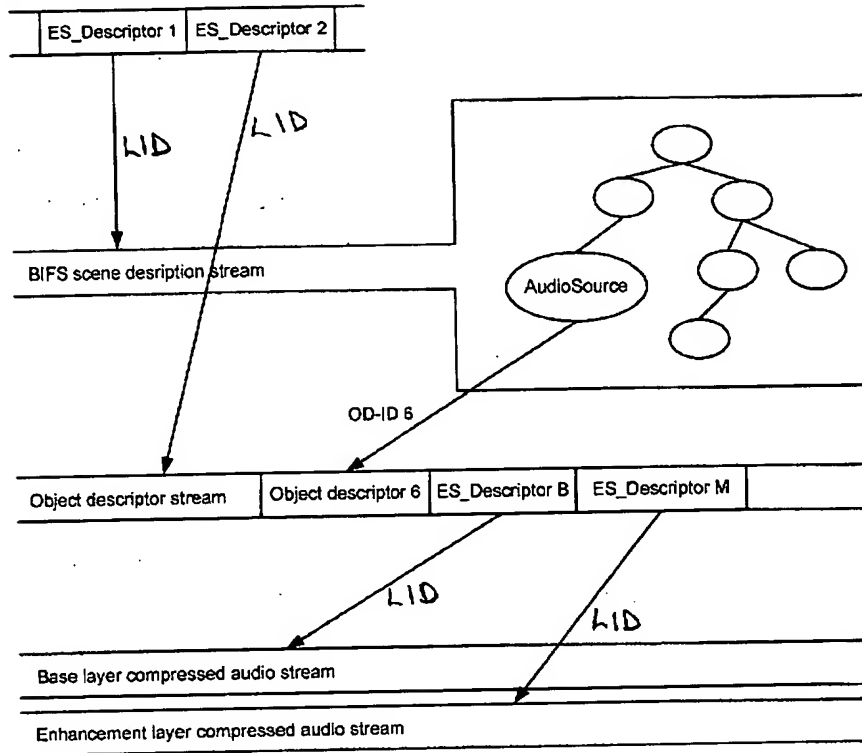 ES_Descriptor 1 ES_Descriptor 2
LID LID
BIFS scene desription stream
AudioSource
OD-ID 6
Object descriptor stream Object descriptor 6 ES_Descriptor B ES_Descriptor M
LID LID
Base layer compressed audio stream
Enhancement layer compressed audio stream